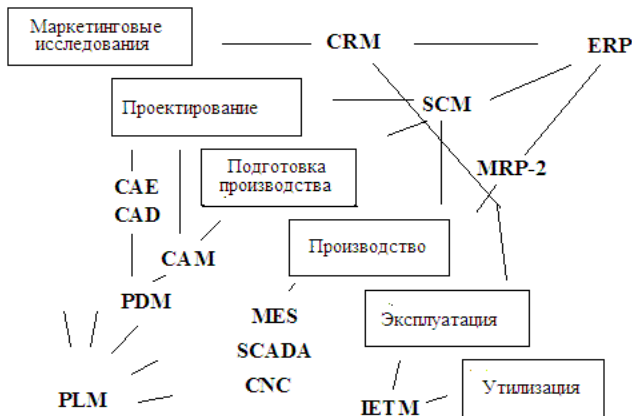 Маркетинговые
исследования
CRM
ERP
Проектирование
SCM
Подготовка
производства
MRP-2
CAE
CAD
Производство
CAM
PDM
MES
Эксплуатация
SCADA
CNC
Утилизация
PLM
IETM